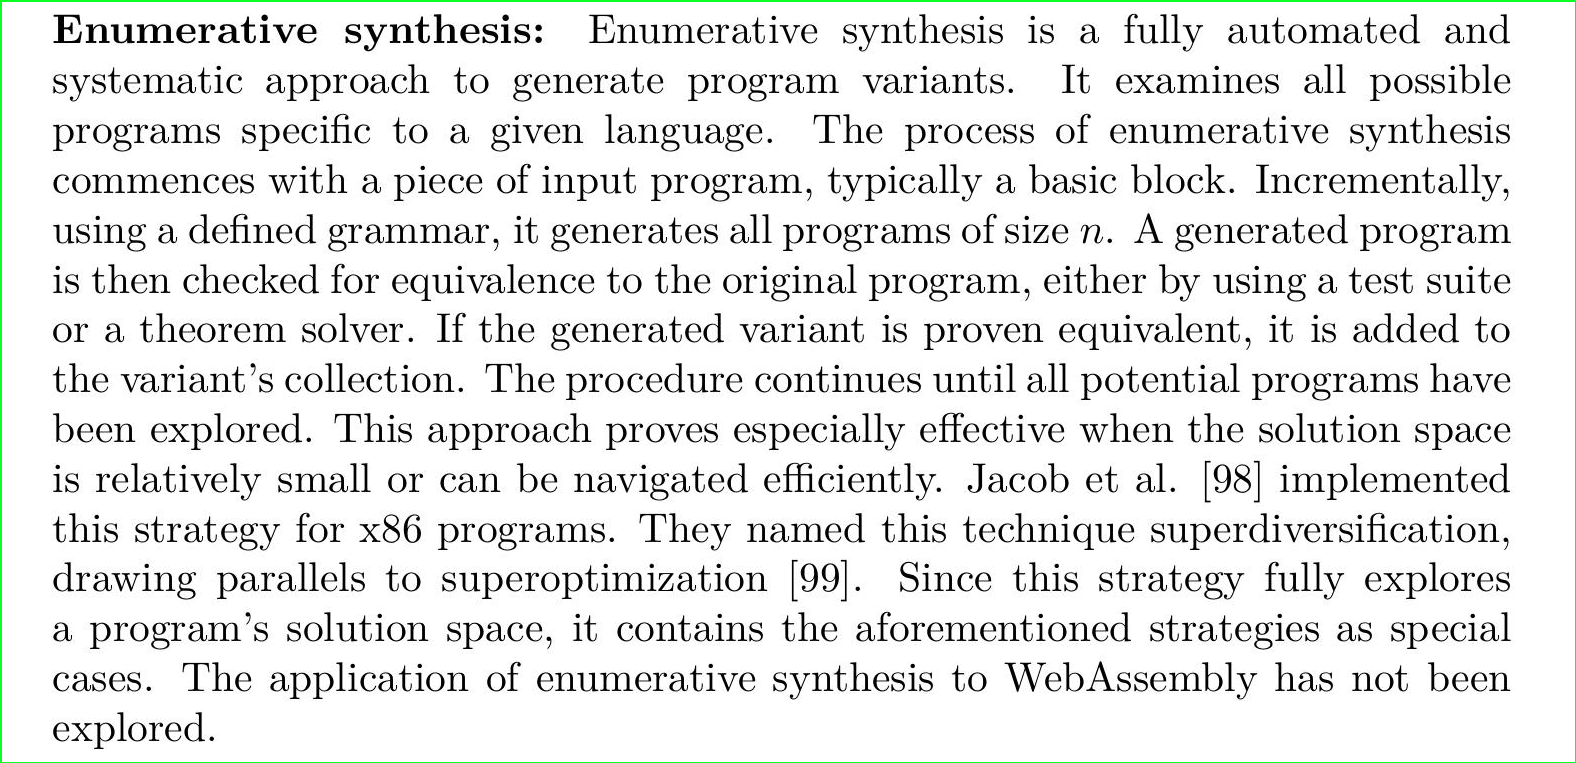 Enumerative synthesis: Enumerative synthesis is a fully automated and
systematic approach to generate program variants. It examines all possible
programs specific to a given language. The process of enumerative synthesis
commences with a piece of input program, typically a basic block. Incrementally,
using a defined grammar, it generates all programs of size n. A generated program
is then checked for equivalence to the original program, either by using a test suite
or a theorem solver. If the generated variant is proven equivalent, it is added to
the variant's collection. The procedure continues until all potential programs have
been explored. This approach proves especially effective when the solution space
is relatively small or can be navigated efficiently. Jacob et al. [98] implemented
this strategy for x86 programs. They named this technique superdiversification,
drawing parallels to superoptimization [99]. Since this strategy fully explores
a program's solution space, it contains the aforementioned strategies as special
cases. The application of enumerative synthesis to WebAssembly has not been
explored.